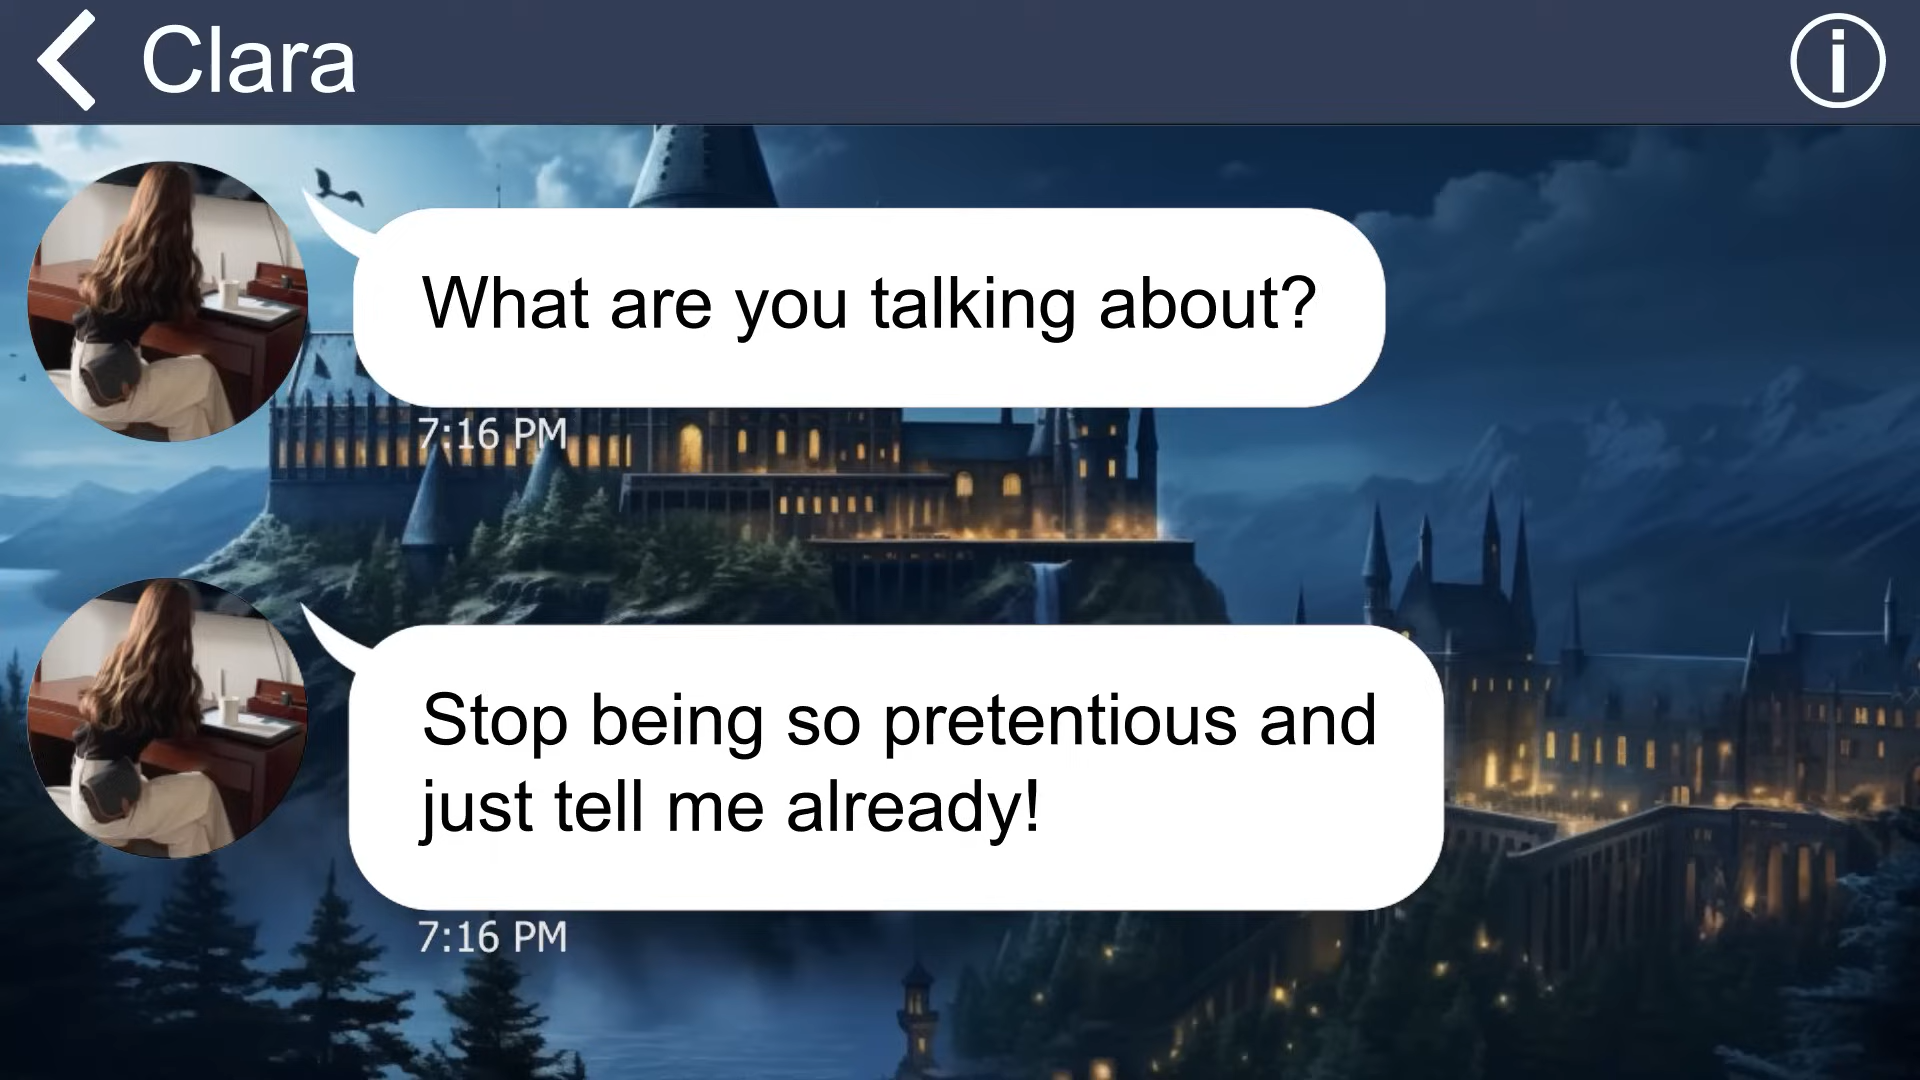 Clara
What are you talking about?
7:16 PM
Stop being so pretentious and
just tell me already!
7:16 PM